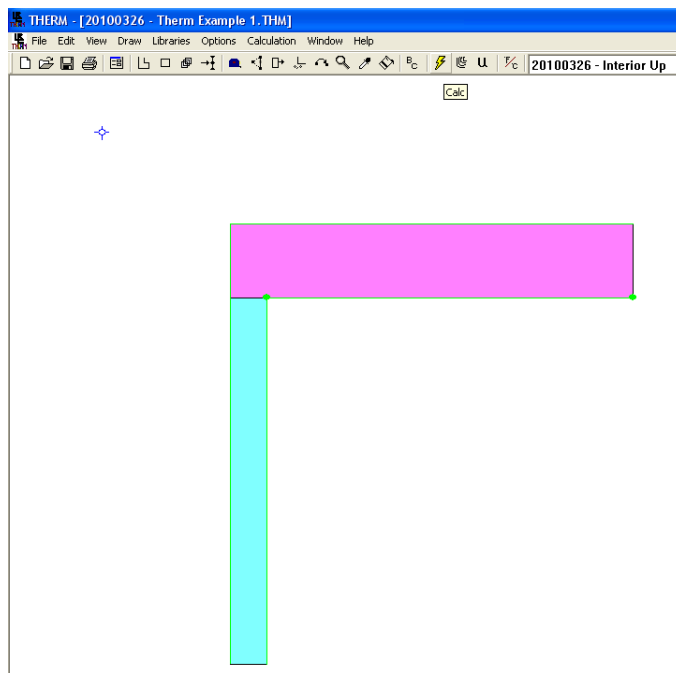 THERM - [20100326 - Therm Example 1.THM]
File Edit View Draw Libraries Options Calculation Window Help
BC U T/C 20100326 - Interior Up
Calc